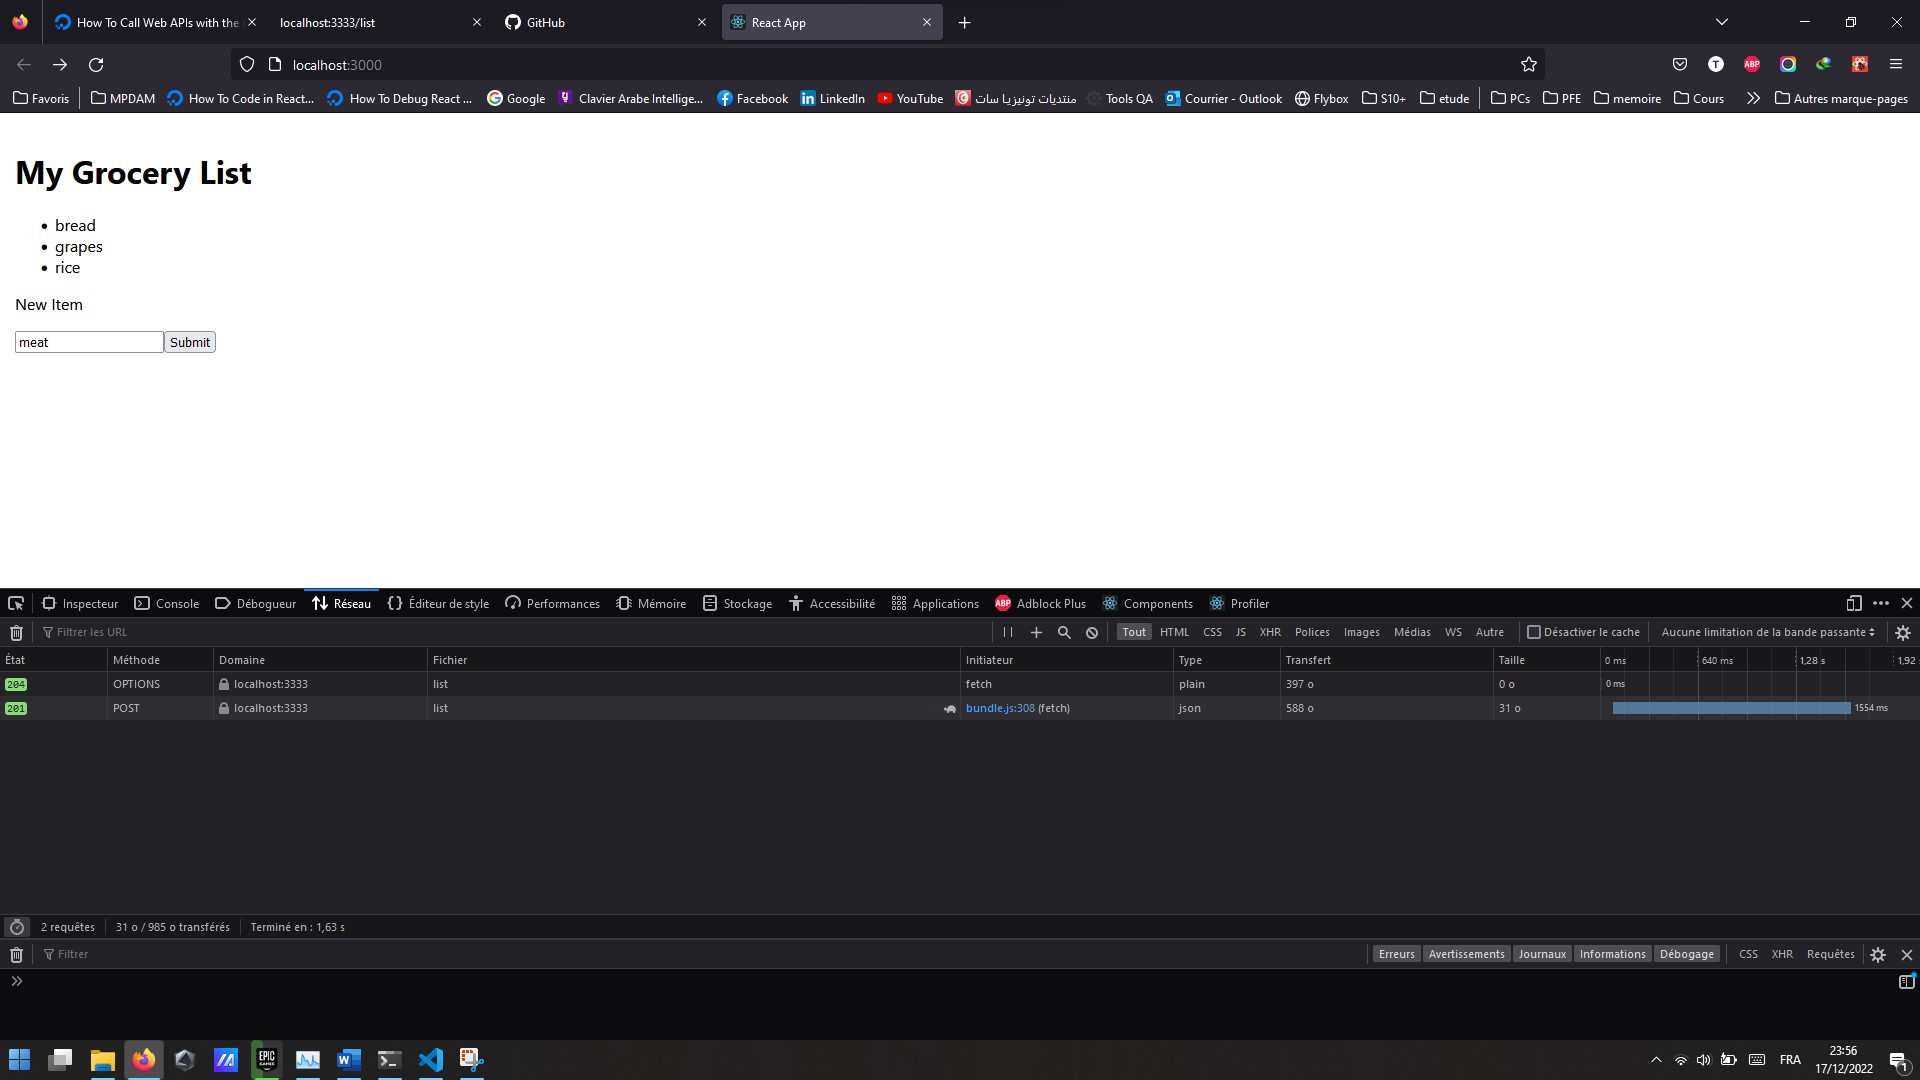 How To Call Web APIs with the
localhost:3333/list
GitHub
React App
localhost:3000
Favoris
MPDAM
How To Code in React...
How To Debug React ...
Google
Clavier Arabe Intellige...
Facebook
LinkedIn
YouTube
منتديات تونيزيا سات
Tools QA
Courrier - Outlook
Flybox
S10+
etude
PCs
PFE
memoire
Cours
Autres marque-pages
My Grocery List
bread
grapes
rice
New Item
meat
Submit
Inspecteur
Console
Débogueur
Réseau
Éditeur de style
Performances
Mémoire
Stockage
Accessibilité
Applications
ABP
Adblock Plus
Components
Profiler
Filtrer les URL
Tout
HTML
CSS
JS
XHR
Polices
Images
Médias
WS
Autre
Désactiver le cache
Aucune limitation de la bande passante
État
Méthode
Domaine
Fichier
Initiateur
Type
Transfert
Taille
0 ms
640 ms
1,28 s
1,92
204
OPTIONS
localhost:3333
list
fetch
plain
397 o
0 o
0 ms
201
POST
localhost:3333
list
bundle.js:308 (fetch)
json
588 o
31 o
1554 ms
2 requêtes
31 o / 985 o transférés
Terminé en : 1,63 s
Filtrer
Erreurs
Avertissements
Journaux
Informations
Débogage
CSS
XHR
Requêtes
FRA
23:56
17/12/2022
1